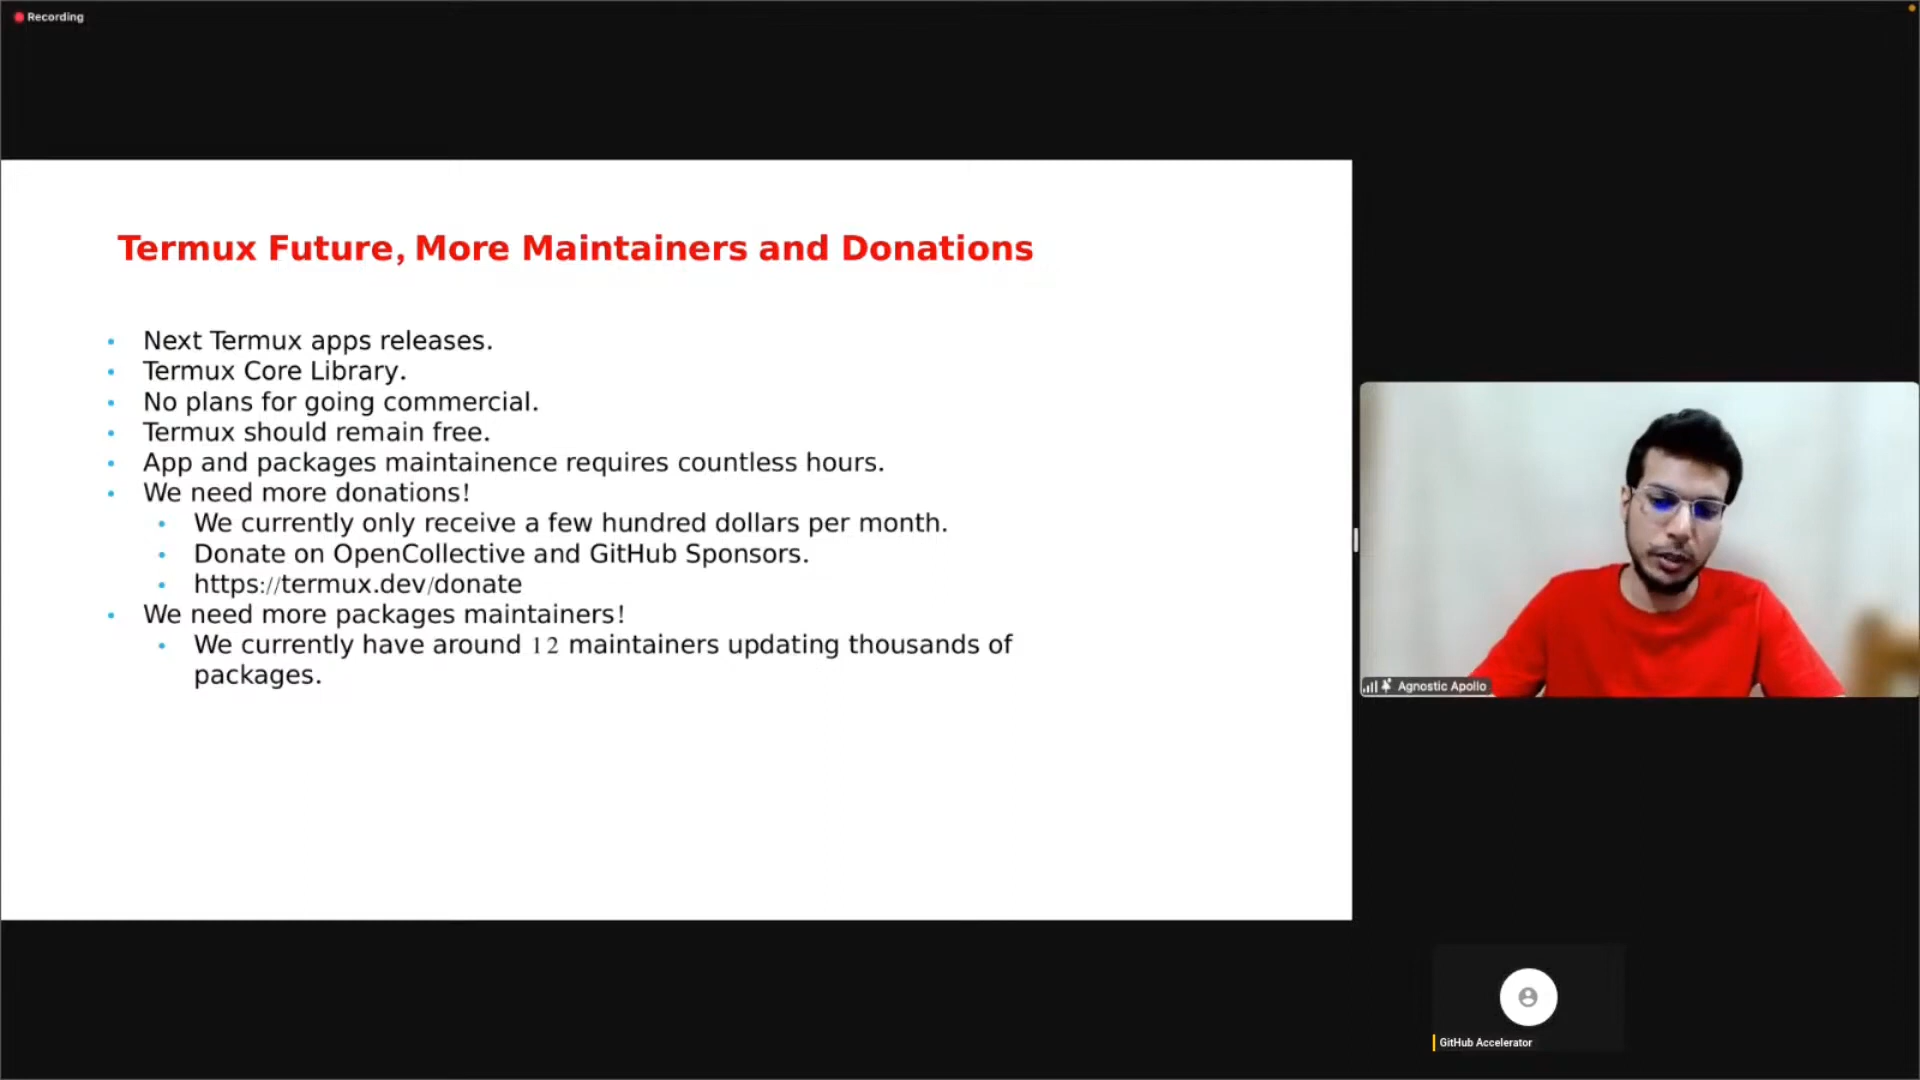 Recording
Termux Future, More Maintainers and Donations
Next Termux apps releases.
Termux Core Library.
No plans for going commercial.
Termux should remain free.
App and packages maintainence requires countless hours.
We need more donations!
We currently only receive a few hundred dollars per month.
Donate on OpenCollective and GitHub Sponsors.
https://termux.dev/donate
We need more packages maintainers!
We currently have around 12 maintainers updating thousands of
packages.
Agnostic Apollo
GitHub Accelerator